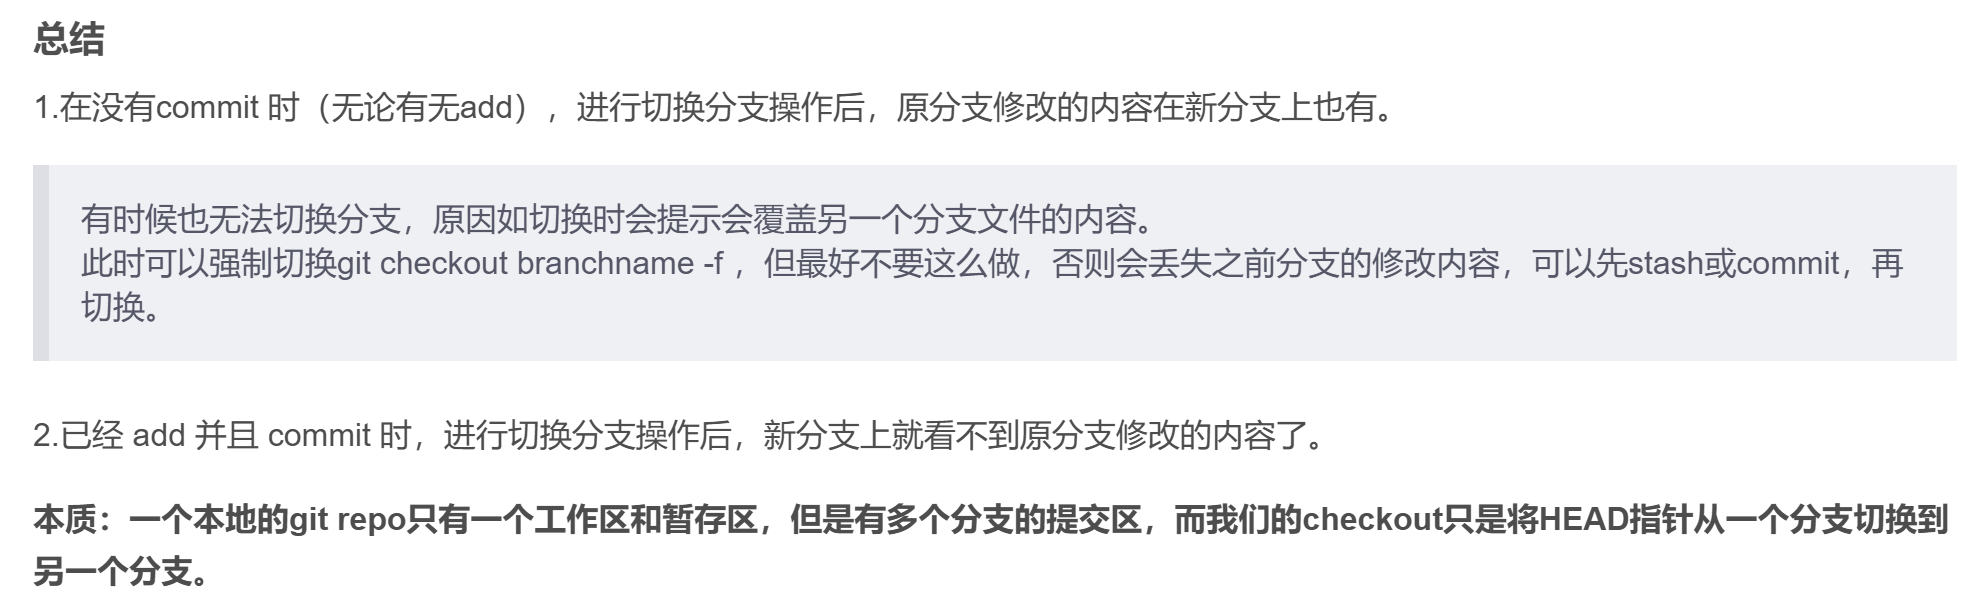 总结
1.在没有commit 时（无论有无add），进行切换分支操作后，原分支修改的内容在新分支上也有。
有时候也无法切换分支，原因如切换时会提示会覆盖另一个分支文件的内容。
此时可以强制切换git checkout branchname -f ，但最好不要这么做，否则会丢失之前分支的修改内容，可以先stash或commit，再
切换。
2.已经 add 并且 commit 时，进行切换分支操作后，新分支上就看不到原分支修改的内容了。
本质：一个本地的git repo只有一个工作区和暂存区，但是有多个分支的提交区，而我们的checkout只是将HEAD指针从一个分支切换到
另一个分支。